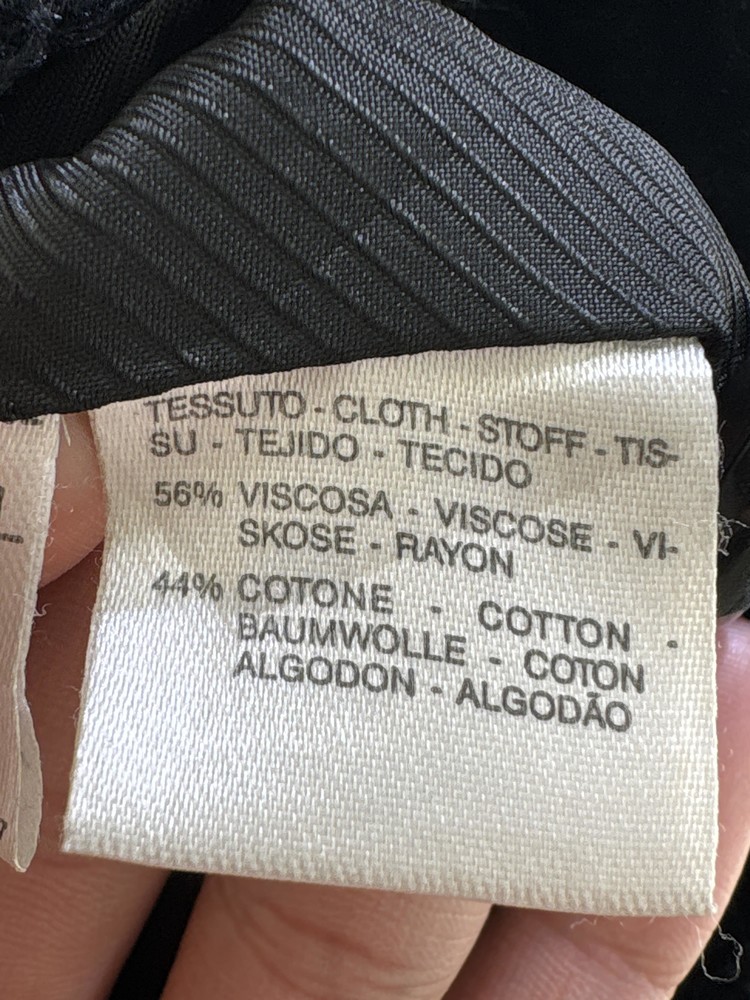 TESSUTO - CLOTH - STOFF - TIS-
SU - TEJIDO - TECIDO
56% VISCOSA - VISCOSE - VI-
SKOSE - RAYON
44% COTONE - COTTON -
BAUMWOLLE - COTON
ALGODON - ALGODÃO